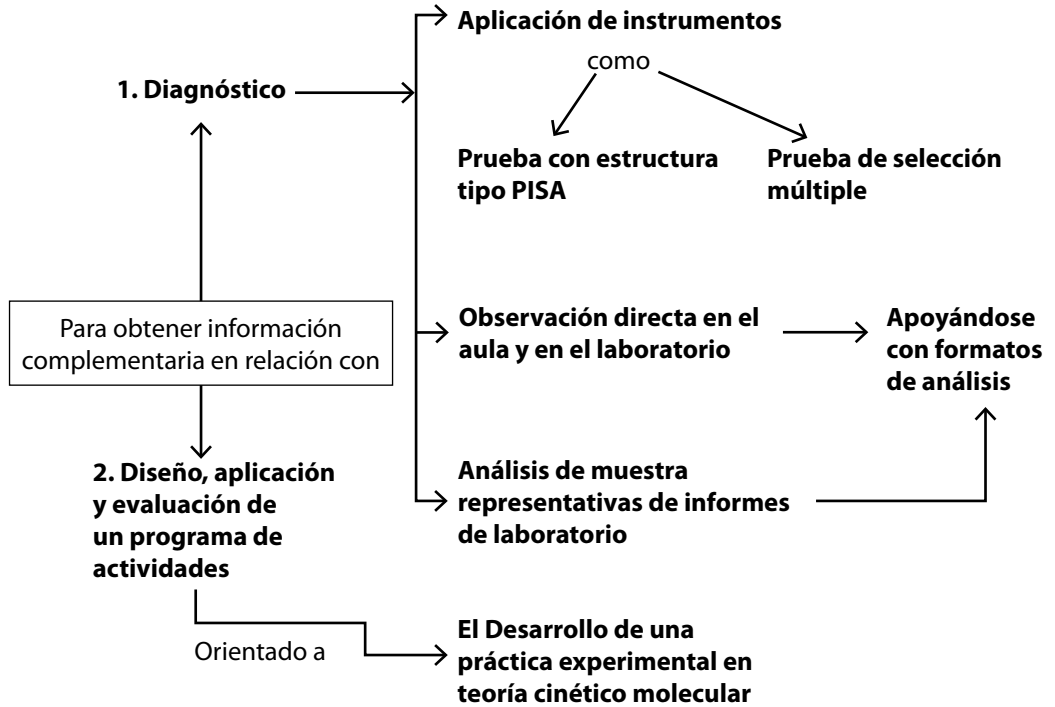 Aplicación de instrumentos
como
1. Diagnóstico
Prueba con estructura
tipo PISA
Prueba de selección
múltiple
Para obtener información
complementaria en relación con
Observación directa en el
aula y en el laboratorio
Apoyándose
con formatos
de análisis
2. Diseño, aplicación
y evaluación de
un programa de
actividades
Análisis de muestra
representativas de informes
de laboratorio
Orientado a
El Desarrollo de una
práctica experimental en
teoría cinético molecular